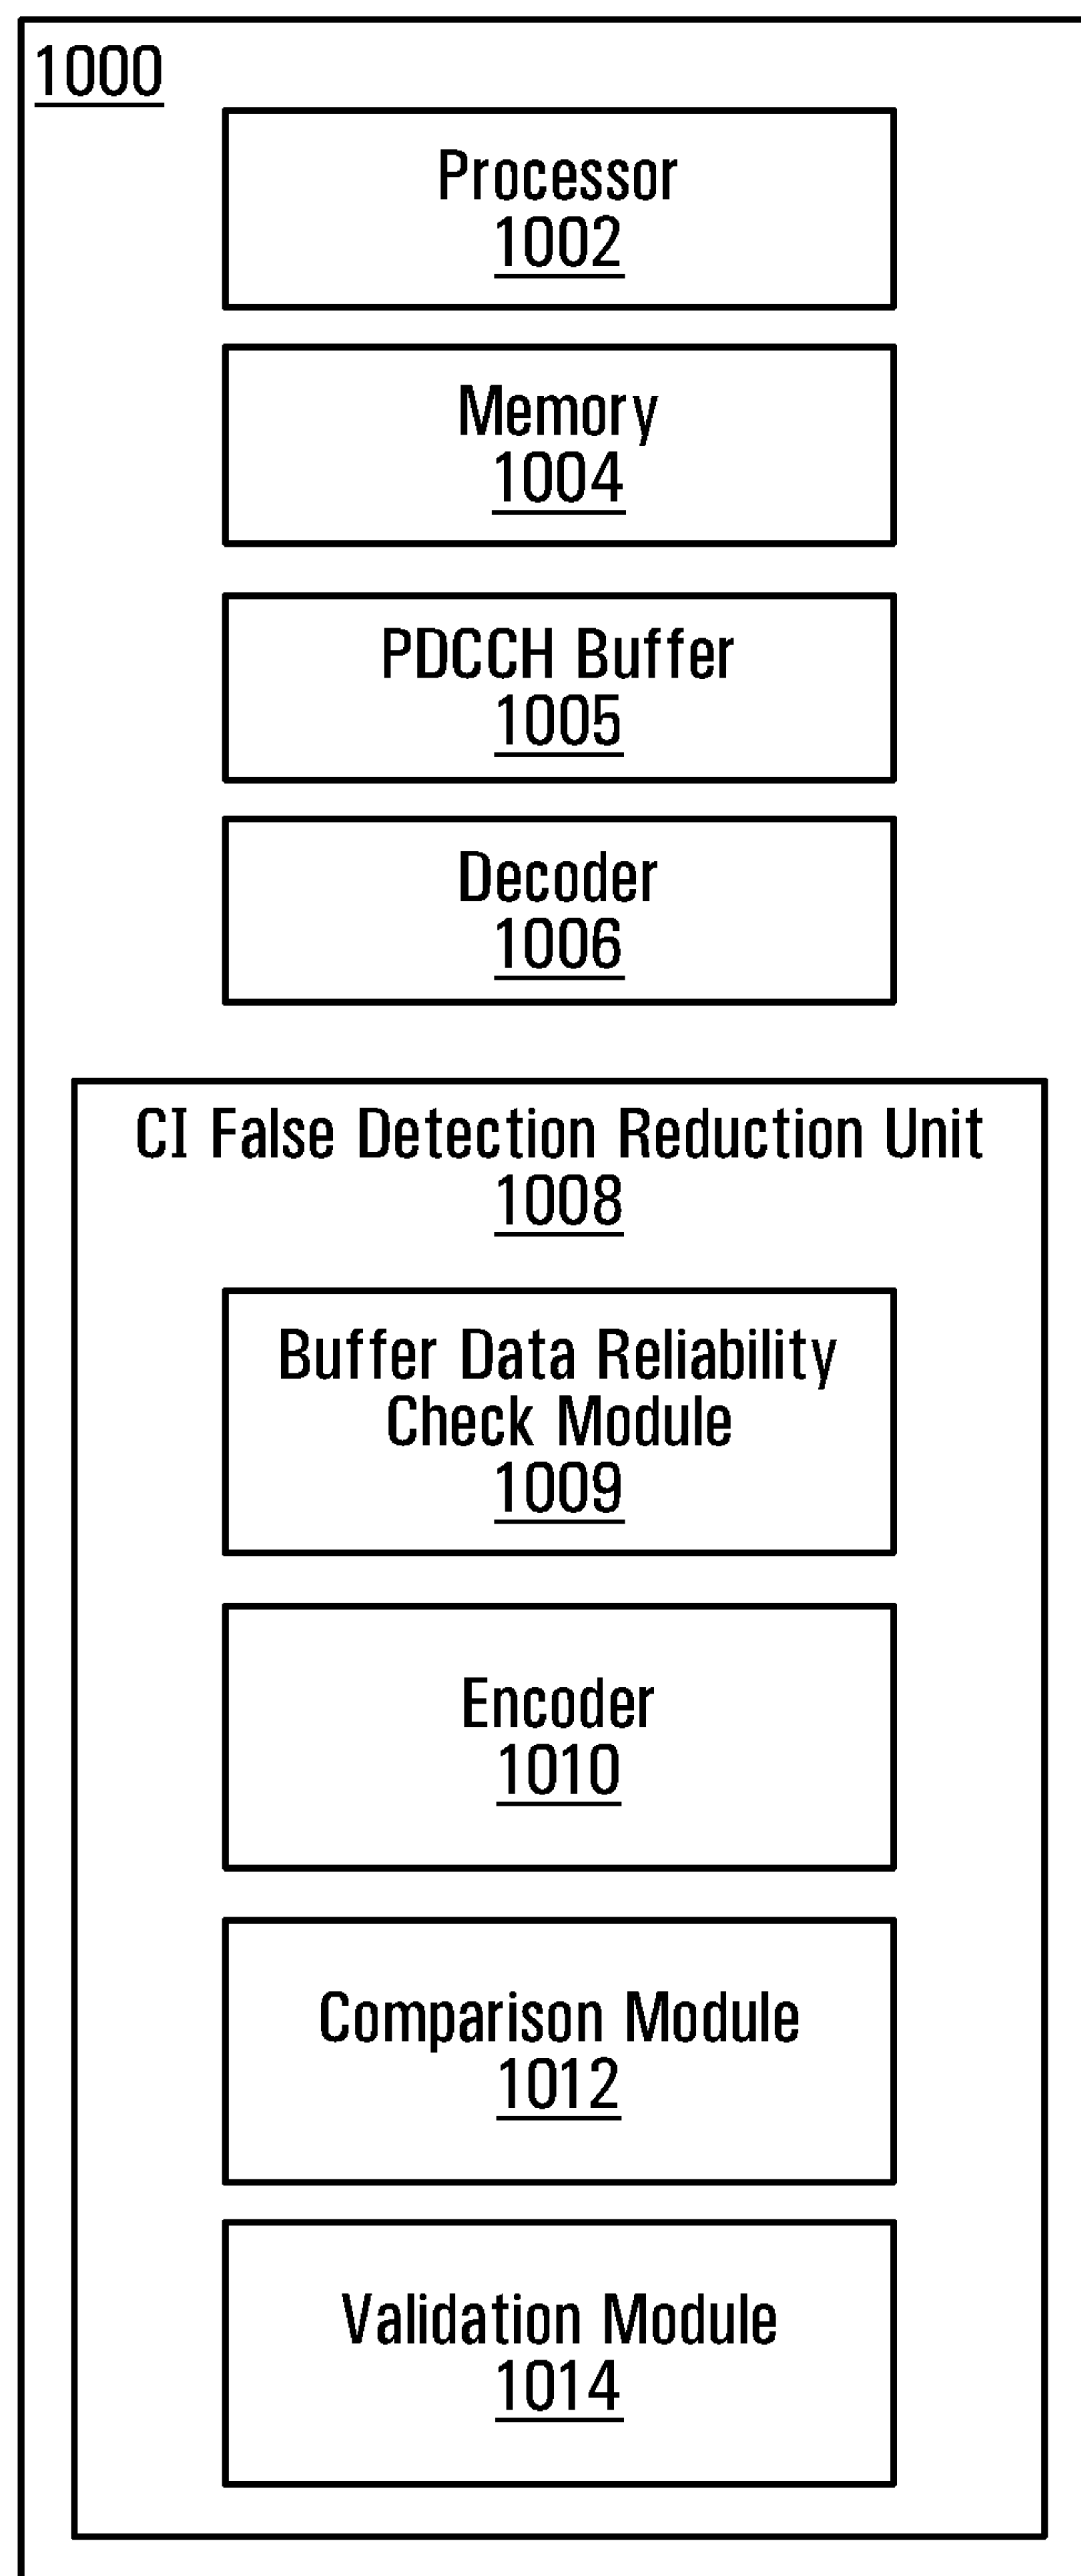 1000
Processor
1002
Memory
1004
PDCCH Buffer
1005
Decoder
1006
CI False Detection Reduction Unit
1008
Buffer Data Reliability
Check Module
1009
Encoder
1010
Comparison Module
1012
Validation Module
1014